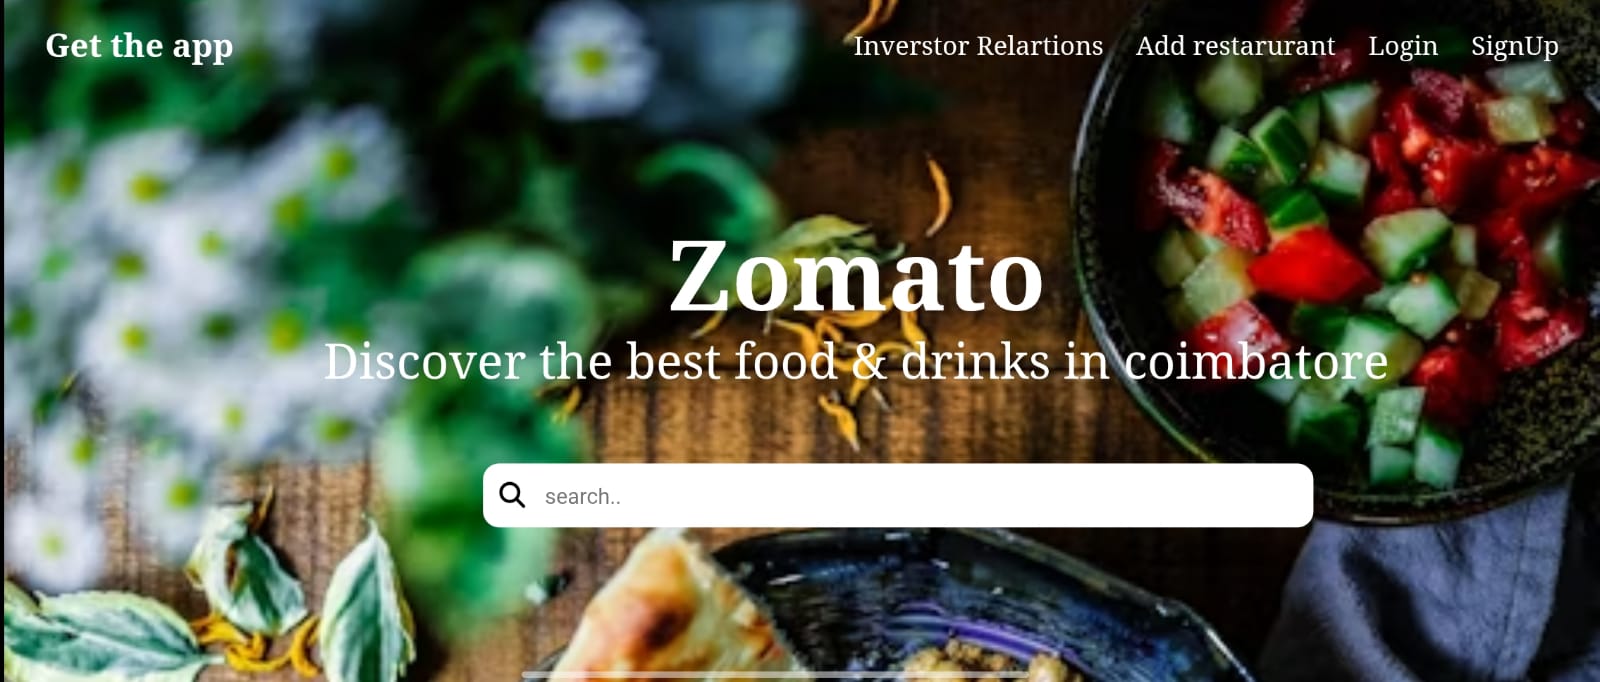 Get the app Inverstor Relartions Add restarurant Login SignUp
Zomato
Discover the best food & drinks in coimbatore
search..